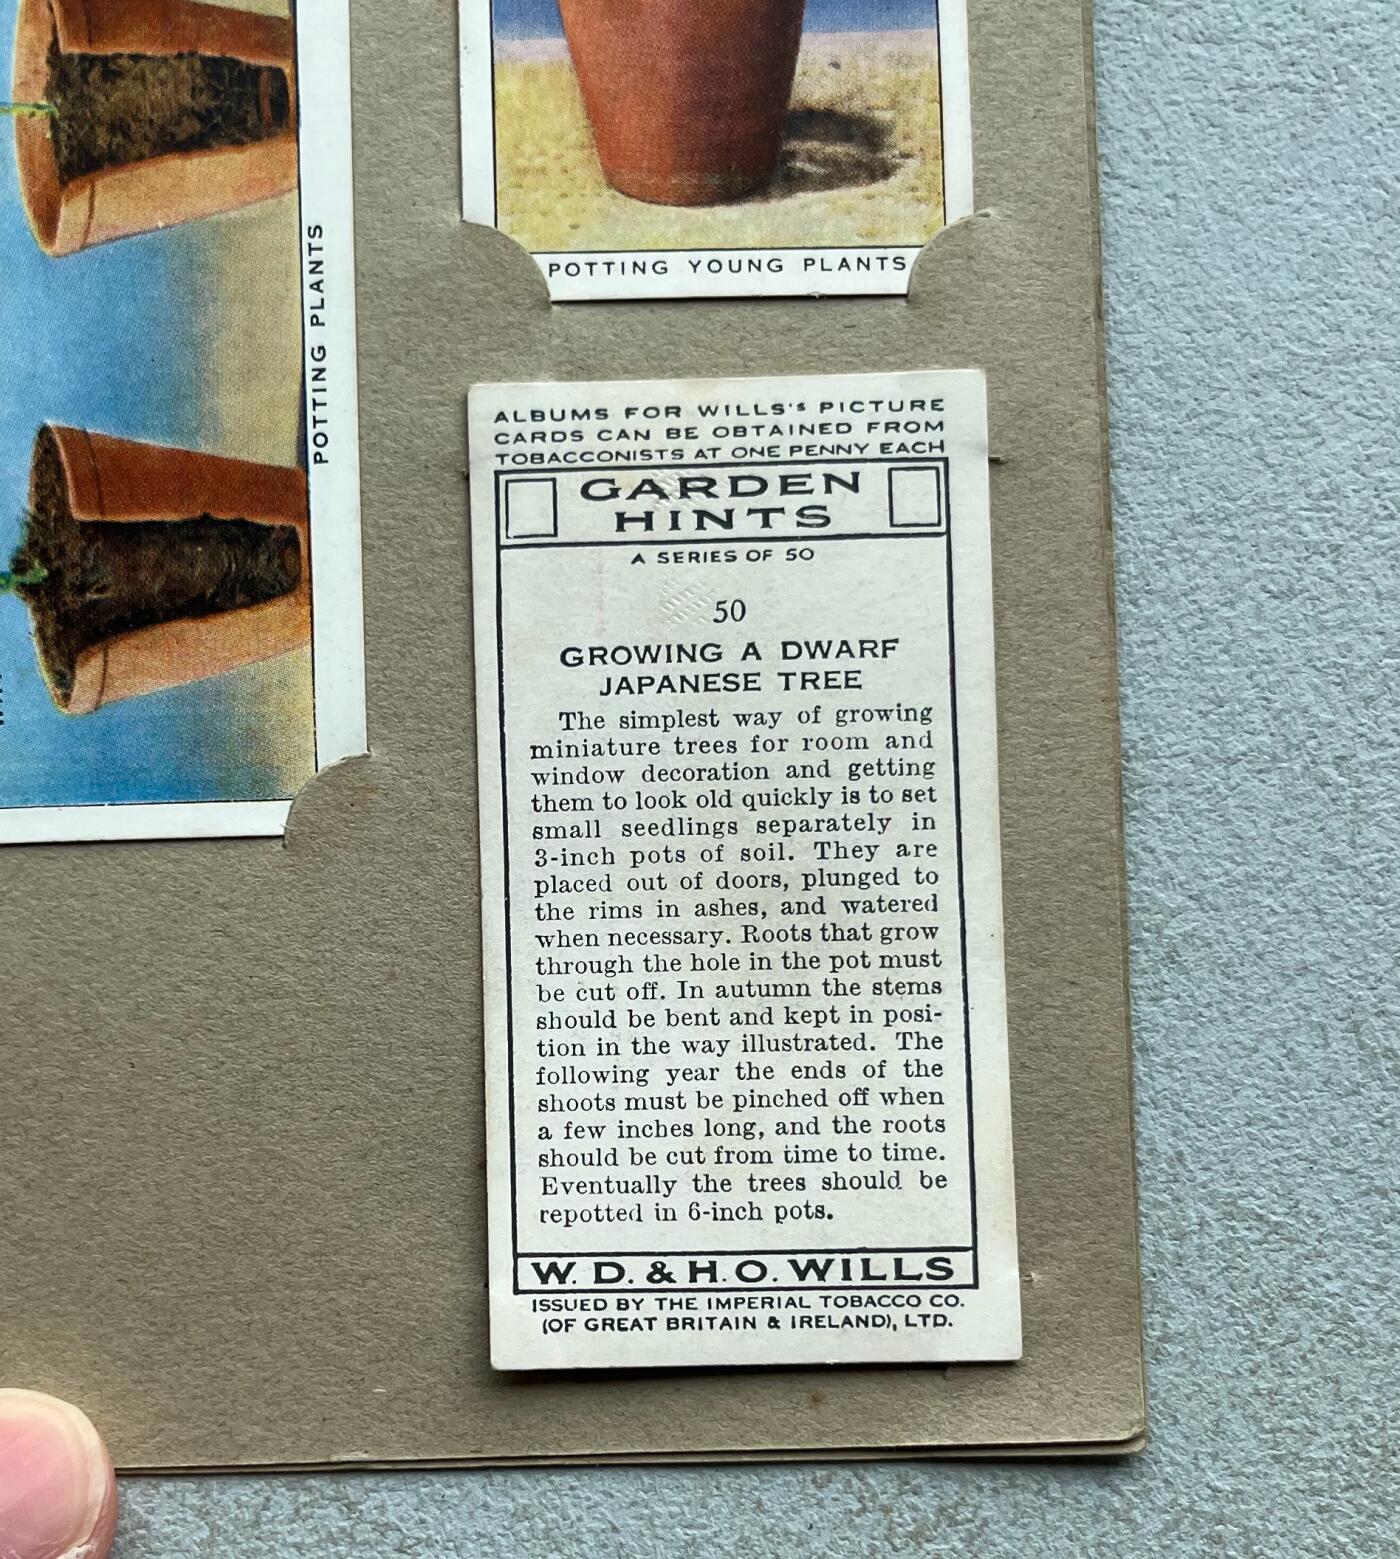 POTTING PLANTS
POTTING YOUNG PLANTS
ALBUMS FOR WILLS'S PICTURE
CARDS CAN BE OBTAINED FROM
TOBACCONISTS AT ONE PENNY EACH
GARDEN
HINTS
A SERIES OF 50
50
GROWING A DWARF
JAPANESE TREE
The simplest way of growing
miniature trees for room and
window decoration and getting
them to look old quickly is to set
small seedlings separately in
3-inch pots of soil. They are
placed out of doors, plunged to
the rims in ashes, and watered
when necessary. Roots that grow
through the hole in the pot must
be cut off. In autumn the stems
should be bent and kept in posi-
tion in the way illustrated. The
following year the ends of the
shoots must be pinched off when
a few inches long, and the roots
should be cut from time to time.
Eventually the trees should be
repotted in 6-inch pots.
W. D. & H. O. WILLS
ISSUED BY THE IMPERIAL TOBACCO CO.
(OF GREAT BRITAIN & IRELAND), LTD.